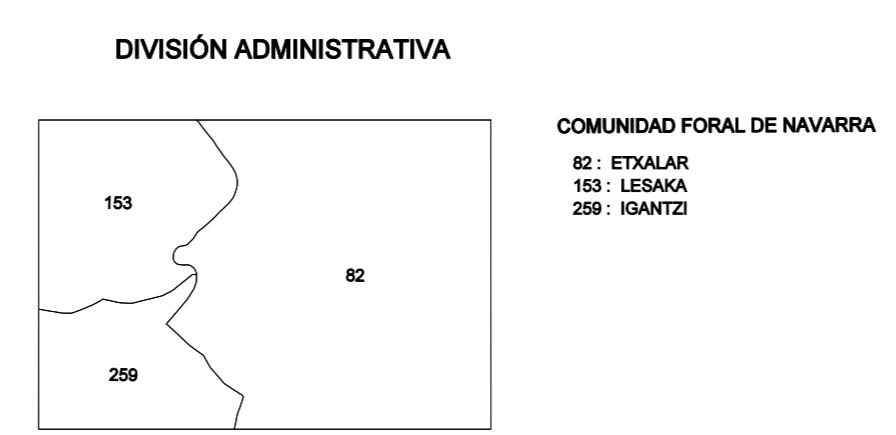 DIVISIÓN ADMINISTRATIVA
153
82
259
COMUNIDAD FORAL DE NAVARRA
82 : ETXALAR
153 : LESAKA
259 : IGANTZI